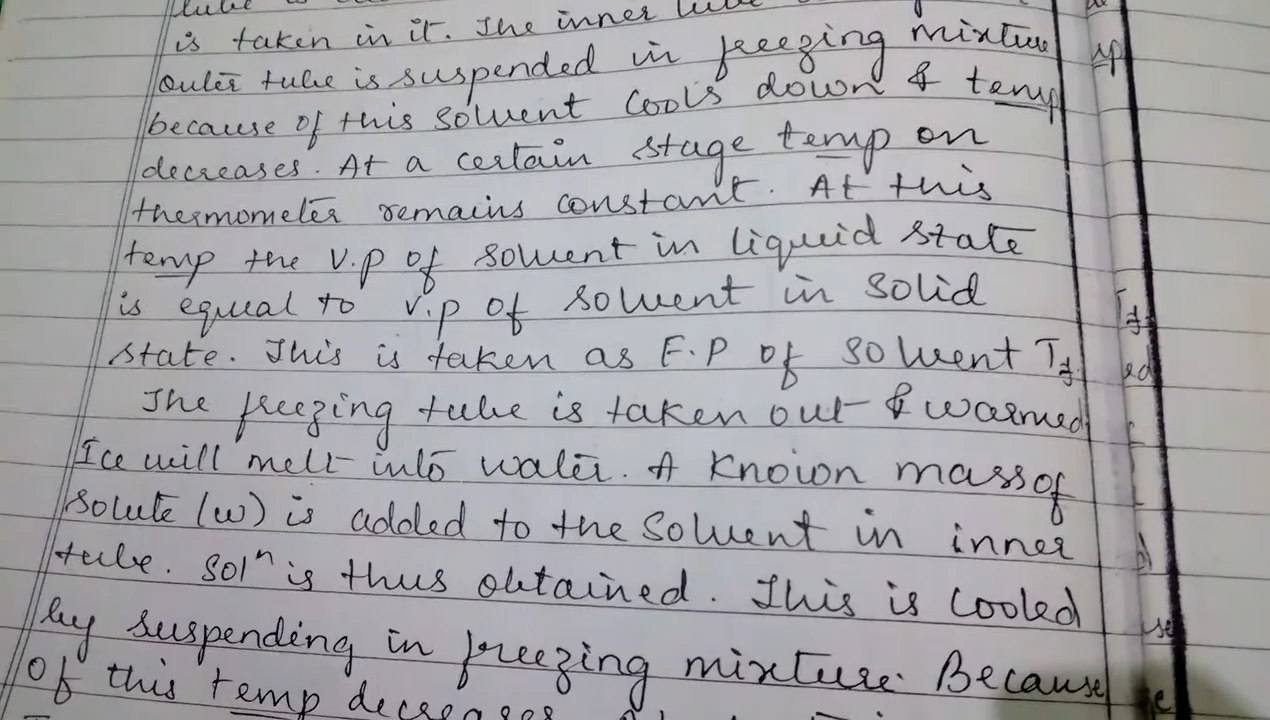 is taken in it. The inner tube
outer tube is suspended in freezing mixture
because of this solvent cools down & temp
decreases. At a certain stage temp on
thermometer remains constant. At this
temp the V.p of solvent in liquid state
is equal to v.p of solvent in solid
state. This is taken as F.P of solvent Tf
The freezing tube is taken out & warmed
Ice will melt into water. A known mass of
solute (w) is added to the solvent in inner
tube. Solⁿ is thus obtained. This is cooled
by suspending in freezing mixture. Because
of this temp decreases.